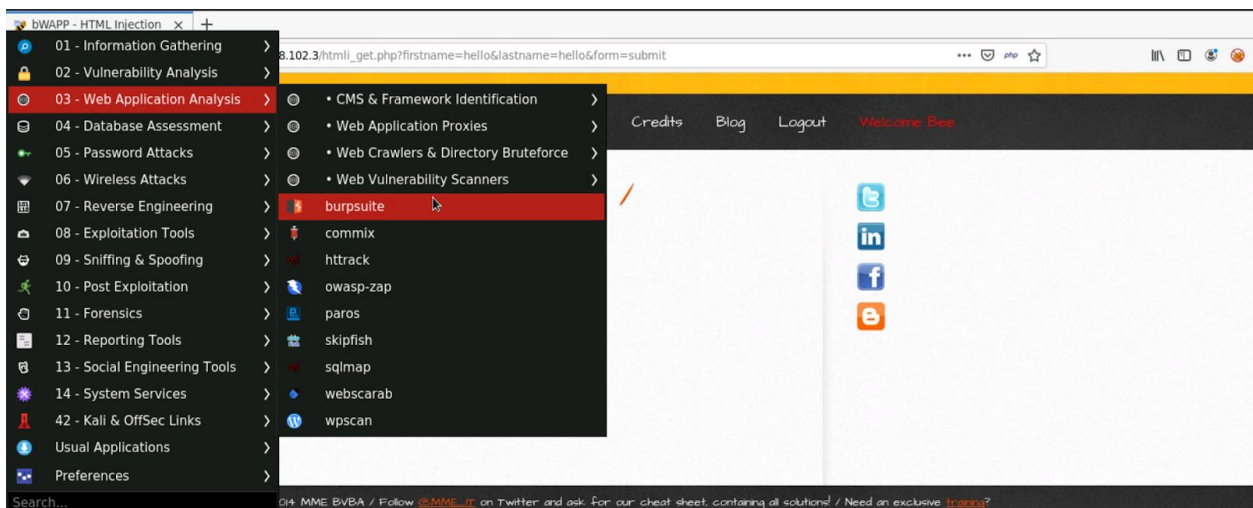 bWAPP - HTML Injection
01 - Information Gathering
8.102.3/htmli_get.php?firstname=hello&lastname=hello&form=submit
php
02 - Vulnerability Analysis
03 - Web Application Analysis
04 - Database Assessment
05 - Password Attacks
06 - Wireless Attacks
07 - Reverse Engineering
08 - Exploitation Tools
09 - Sniffing & Spoofing
10 - Post Exploitation
11 - Forensics
12 - Reporting Tools
13 - Social Engineering Tools
14 - System Services
42 - Kali & OffSec Links
Usual Applications
Preferences
Search...
• CMS & Framework Identification
• Web Application Proxies
• Web Crawlers & Directory Bruteforce
• Web Vulnerability Scanners
burpsuite
commix
httrack
owasp-zap
paros
skipfish
sqlmap
webscarab
wpscan
Credits Blog Logout Welcome Bee
014 MME BVBA / Follow @MME_IT on Twitter and ask for our cheat sheet, containing all solutions! / Need an exclusive training?